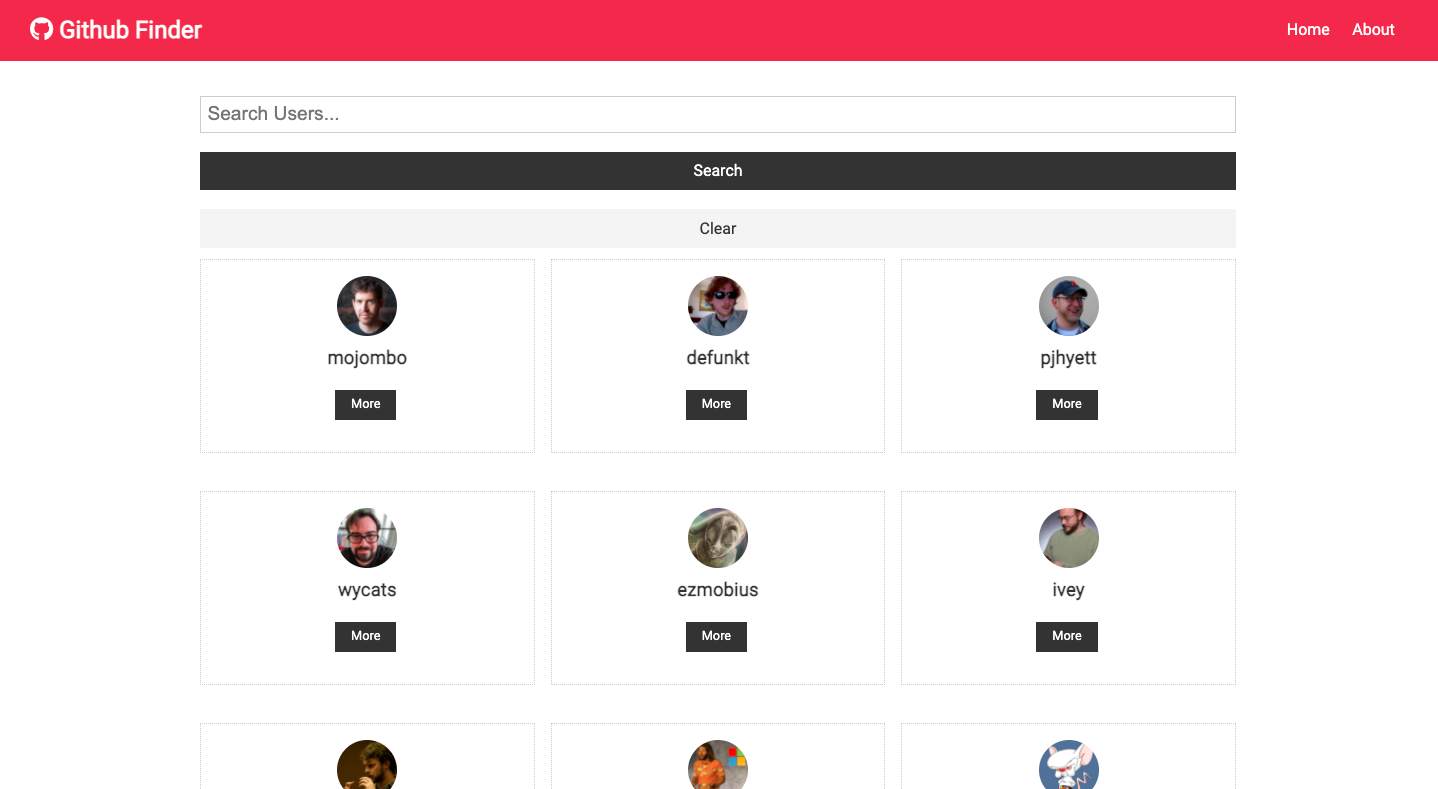 Github Finder
Home About
Search Users...
Search
Clear
mojombo
defunkt
pjhyett
More
More
More
wycats
ezmobius
ivey
More
More
More